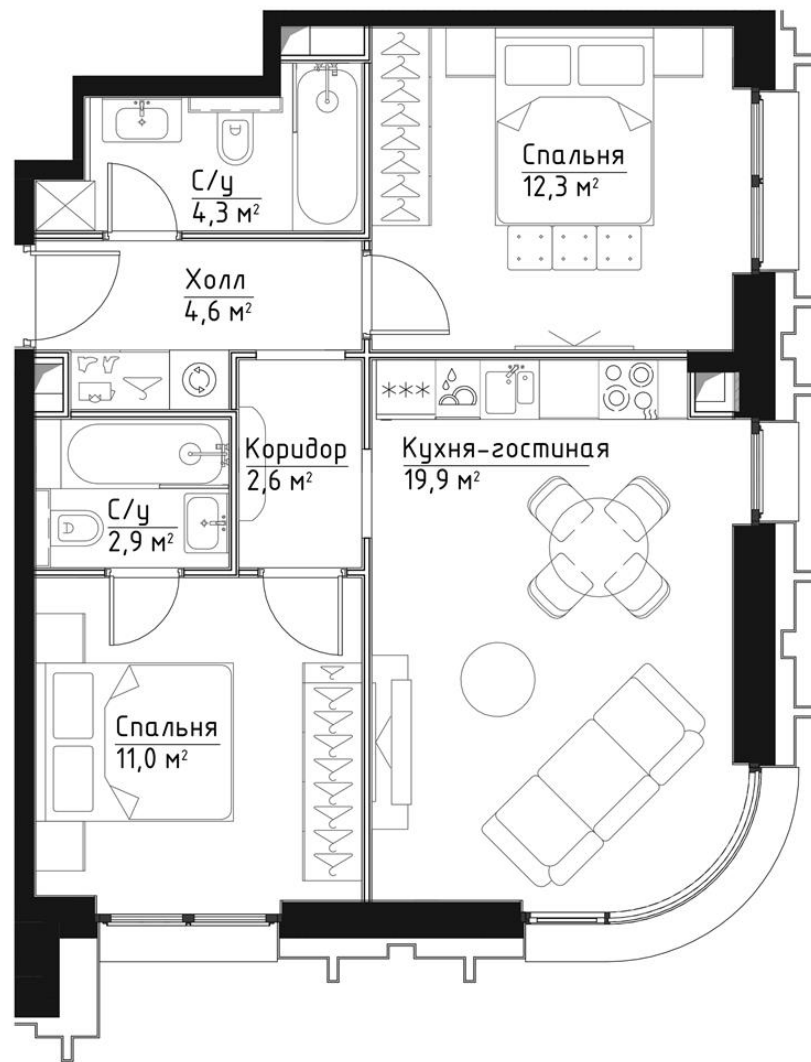 С/у
4,3 м²
Спальня
12,3 м²
Холл
4,6 м²
Коридор
2,6 м²
Кухня-гостиная
19,9 м²
С/у
2,9 м²
Спальня
11,0 м²